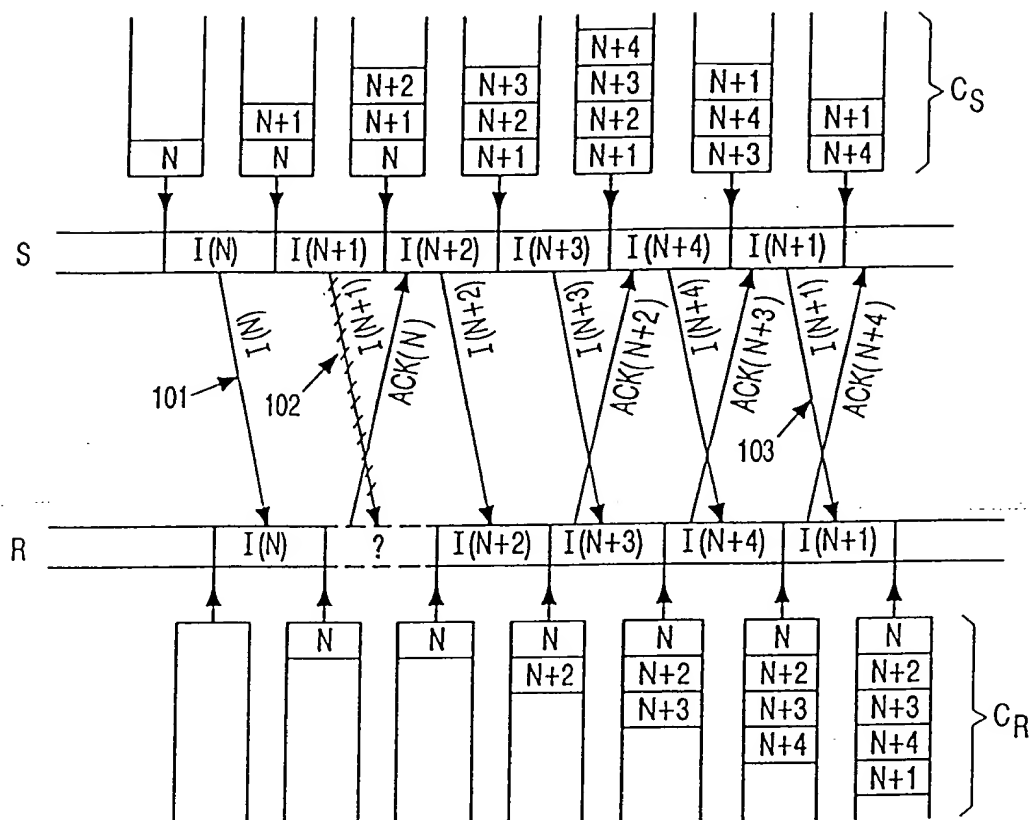 N+4
N+2 N+3 N+3 N+1
N+1 N+1 N+2 N+2 N+4 N+1
N N N N+1 N+1 N+3 N+4
C_S
S I(N) I(N+1) I(N+2) I(N+3) I(N+4) I(N+1)
I(N) I(N+1) ACK(N) I(N+2) I(N+3) ACK(N+2) I(N+4) ACK(N+3) I(N+1) ACK(N+4)
101 102 103
R I(N) ? I(N+2) I(N+3) I(N+4) I(N+1)
N N N N N N
N+2 N+2 N+2 N+2
N+3 N+3 N+3
N+4 N+4
N+1
C_R